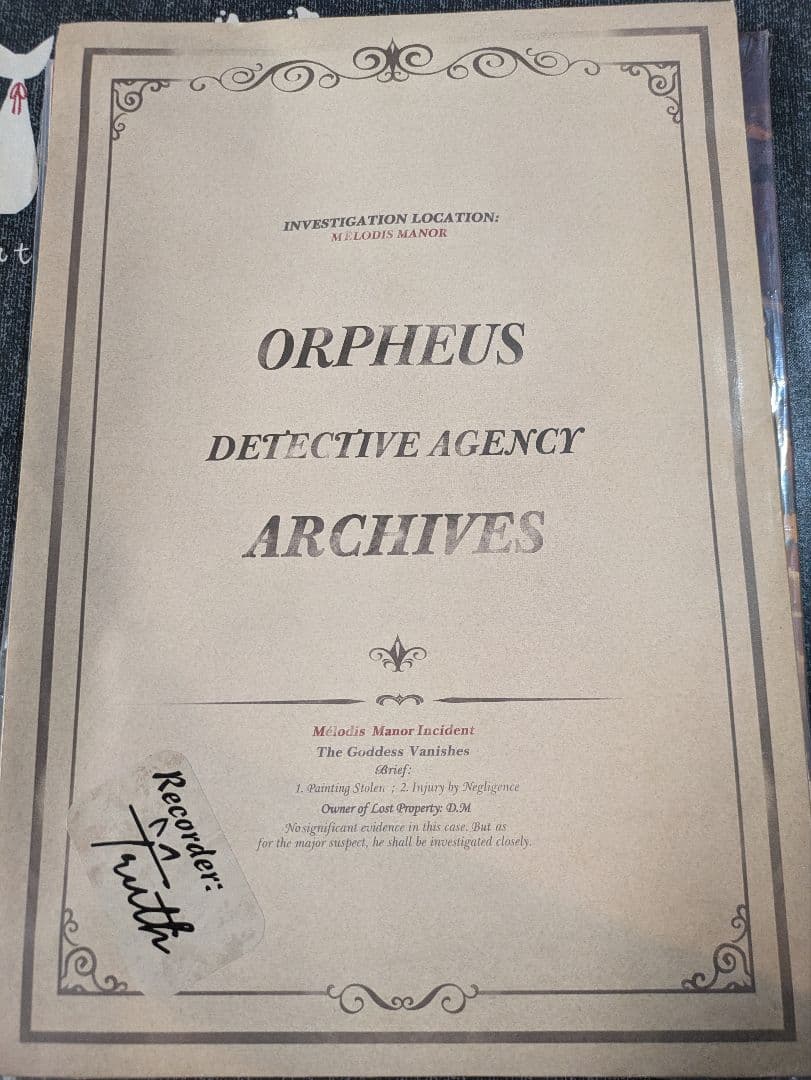 INVESTIGATION LOCATION:
MÉLODIS MANOR
ORPHEUS
DETECTIVE AGENCY
ARCHIVES
Mélodis Manor Incident
The Goddess Vanishes
Brief:
1. Painting Stolen ; 2. Injury by Negligence
Owner of Lost Property: D.M
No significant evidence in this case. But as
for the major suspect, he shall be investigated closely.
Recorder:
Truth